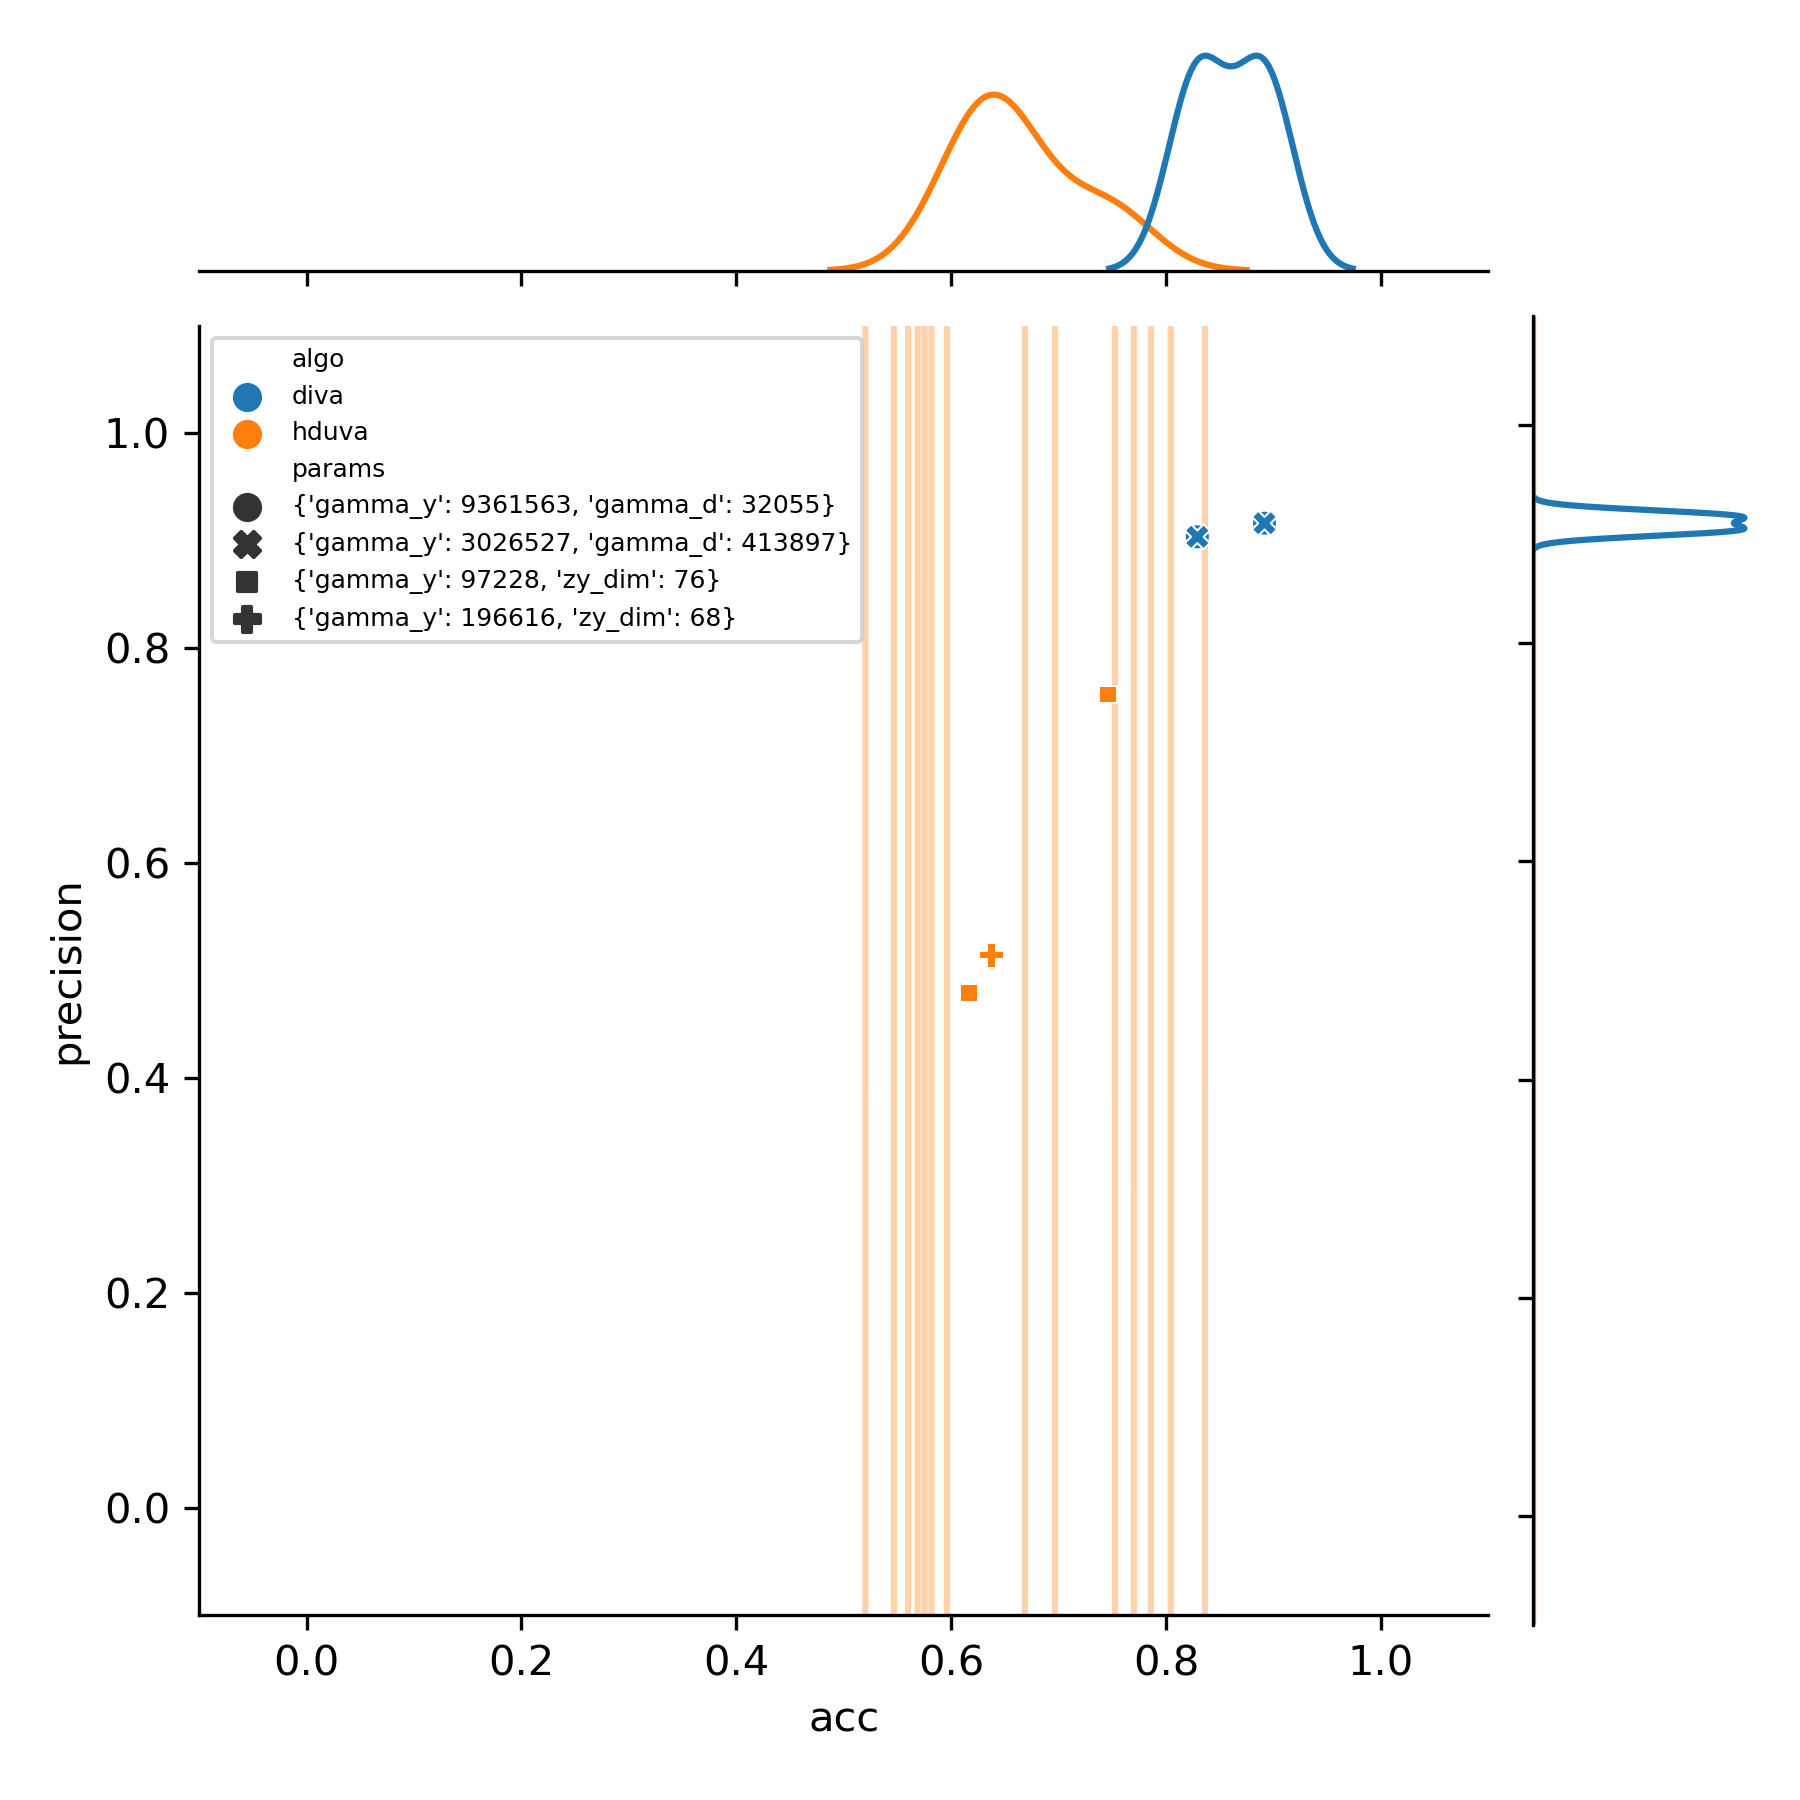 algo
diva
hduva
params
{'gamma_y': 9361563, 'gamma_d': 32055}
{'gamma_y': 3026527, 'gamma_d': 413897}
{'gamma_y': 97228, 'zy_dim': 76}
{'gamma_y': 196616, 'zy_dim': 68}
1.0
0.8
0.6
0.4
0.2
0.0
precision
0.0 0.2 0.4 0.6 0.8 1.0
acc